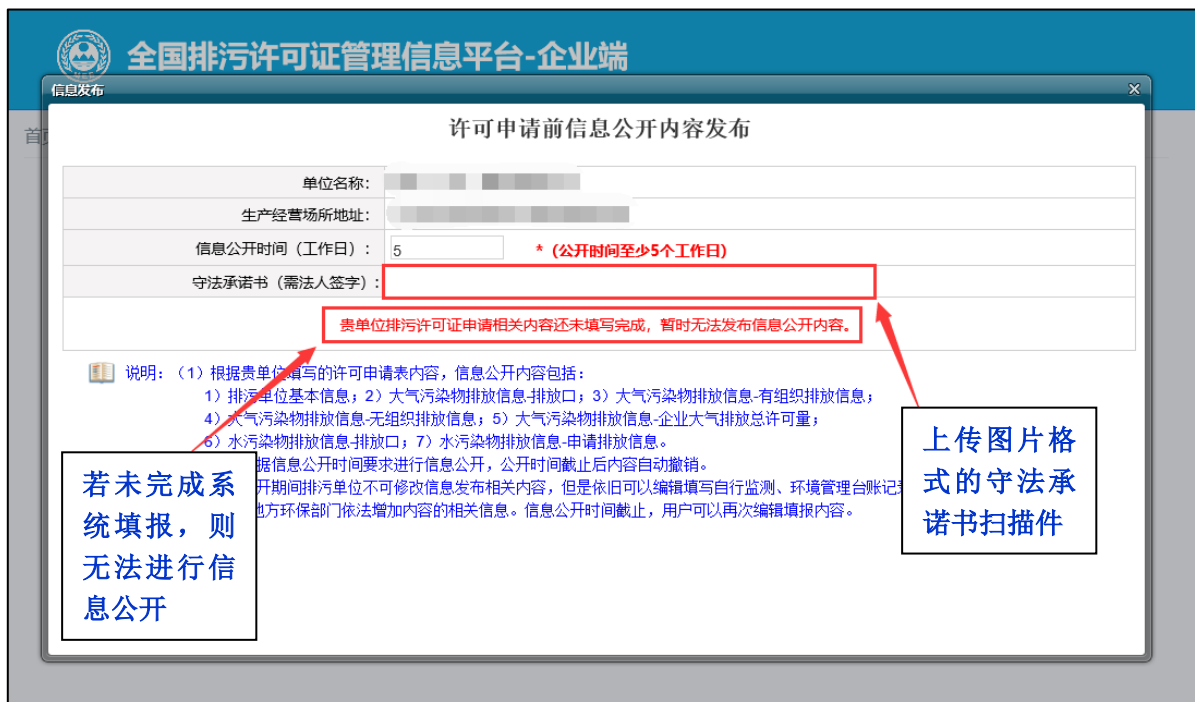 全国排污许可证管理信息平台-企业端
信息发布
首页
许可申请前信息公开内容发布
单位名称：
生产经营场所地址：
信息公开时间（工作日）： 5 *（公开时间至少5个工作日）
守法承诺书（需法人签字）：
贵单位排污许可证申请相关内容还未填写完成，暂时无法发布信息公开内容。
说明：（1）根据贵单位填写的许可申请表内容，信息公开内容包括：
1）排污单位基本信息；2）大气污染物排放信息-排放口；3）大气污染物排放信息-有组织排放信息；
4）大气污染物排放信息-无组织排放信息；5）大气污染物排放信息-企业大气排放总许可量；
6）水污染物排放信息-排放口；7）水污染物排放信息-申请排放信息。
据信息公开时间要求进行信息公开，公开时间截止后内容自动撤销。
开期间排污单位不可修改信息发布相关内容，但是依旧可以编辑填写自行监测、环境管理台账记
地方环保部门依法增加内容的相关信息。信息公开时间截止，用户可以再次编辑填报内容。
若未完成系
统填报，则
无法进行信
息公开
上传图片格
式的守法承
诺书扫描件